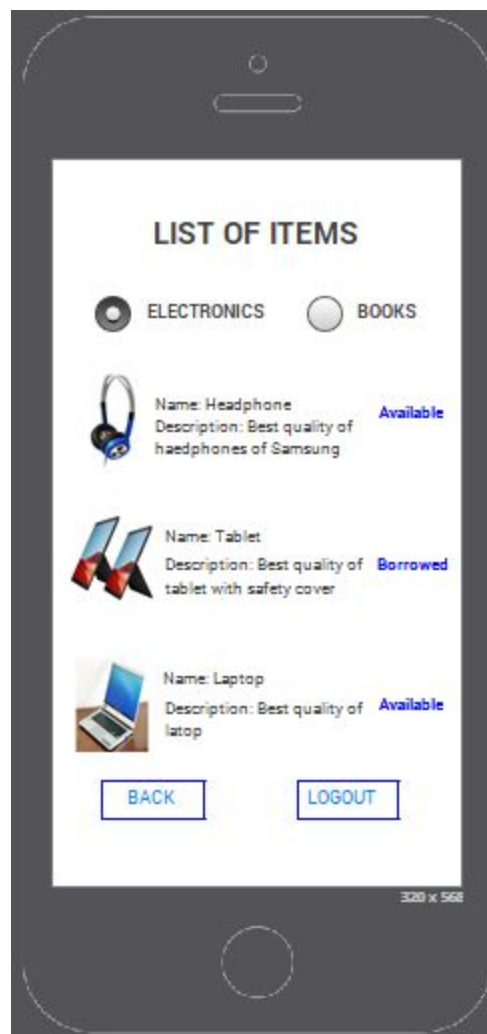 LIST OF ITEMS
ELECTRONICS
BOOKS
Name: Headphone
Description: Best quality of
haedphones of Samsung
Available
Name: Tablet
Description: Best quality of
tablet with safety cover
Borrowed
Name: Laptop
Description: Best quality of
latop
Available
BACK
LOGOUT
320 x 568